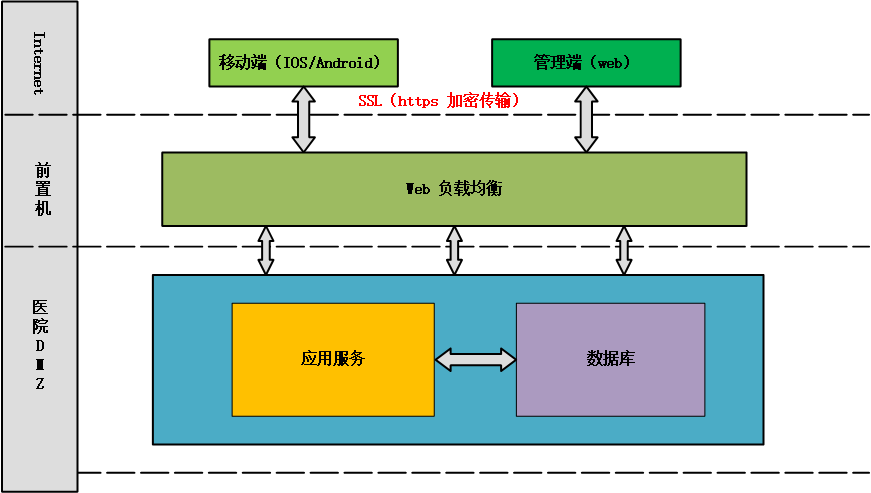 Internet
移动端（IOS/Android）
管理端（web）
SSL（https 加密传输）
前置机
Web 负载均衡
医院DMZ
应用服务
数据库